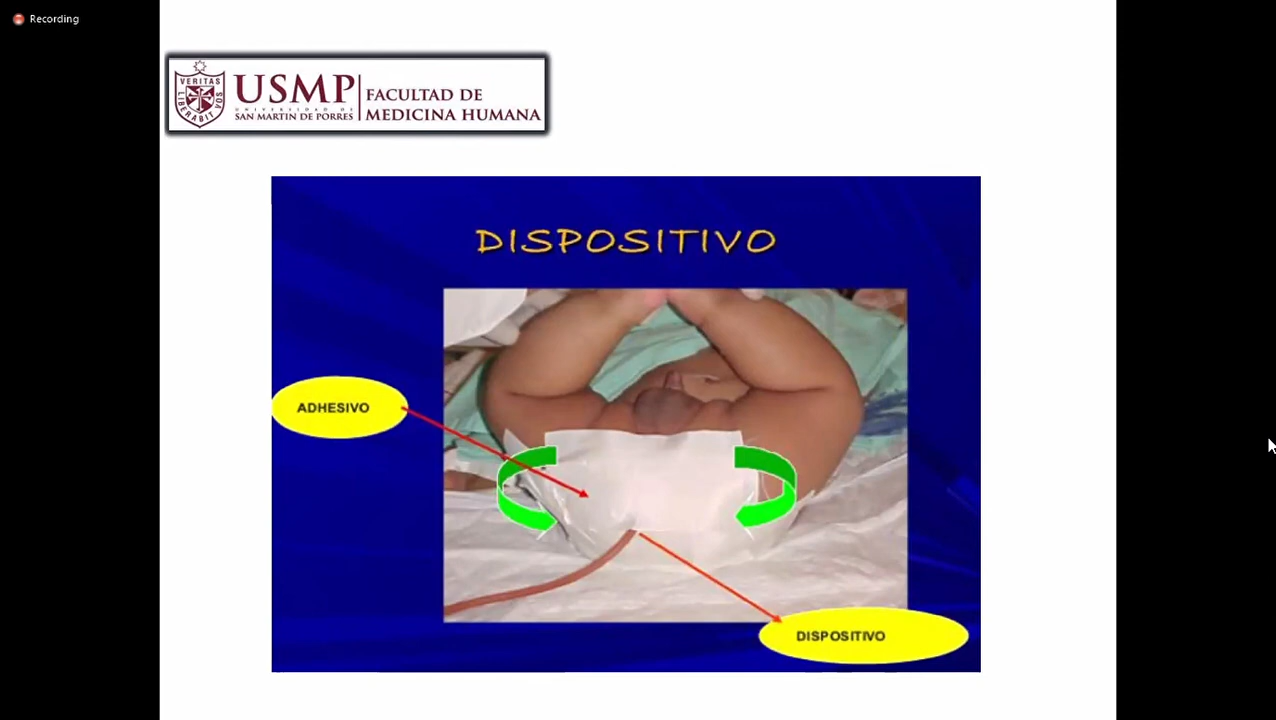 Recording
VERITAS
LIBERABIT VOS
USMP
UNIVERSIDAD DE
SAN MARTIN DE PORRES
FACULTAD DE
MEDICINA HUMANA
DISPOSITIVO
ADHESIVO
DISPOSITIVO